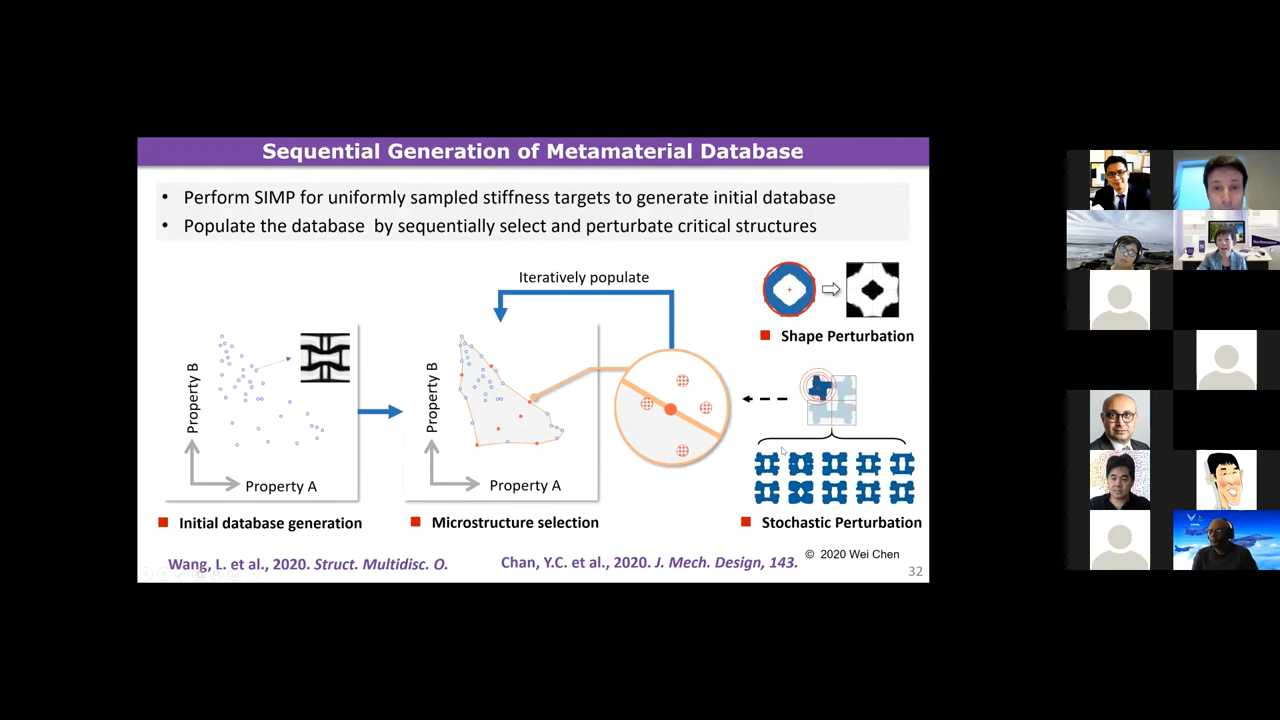 Sequential Generation of Metamaterial Database
• Perform SIMP for uniformly sampled stiffness targets to generate initial database
• Populate the database by sequentially select and perturbate critical structures
Iteratively populate
Shape Perturbation
Property B
Property A
Property B
Property A
Initial database generation
Microstructure selection
Stochastic Perturbation
Wang, L. et al., 2020. Struct. Multidisc. O.
Chan, Y.C. et al., 2020. J. Mech. Design, 143.
© 2020 Wei Chen
32
Northwestern